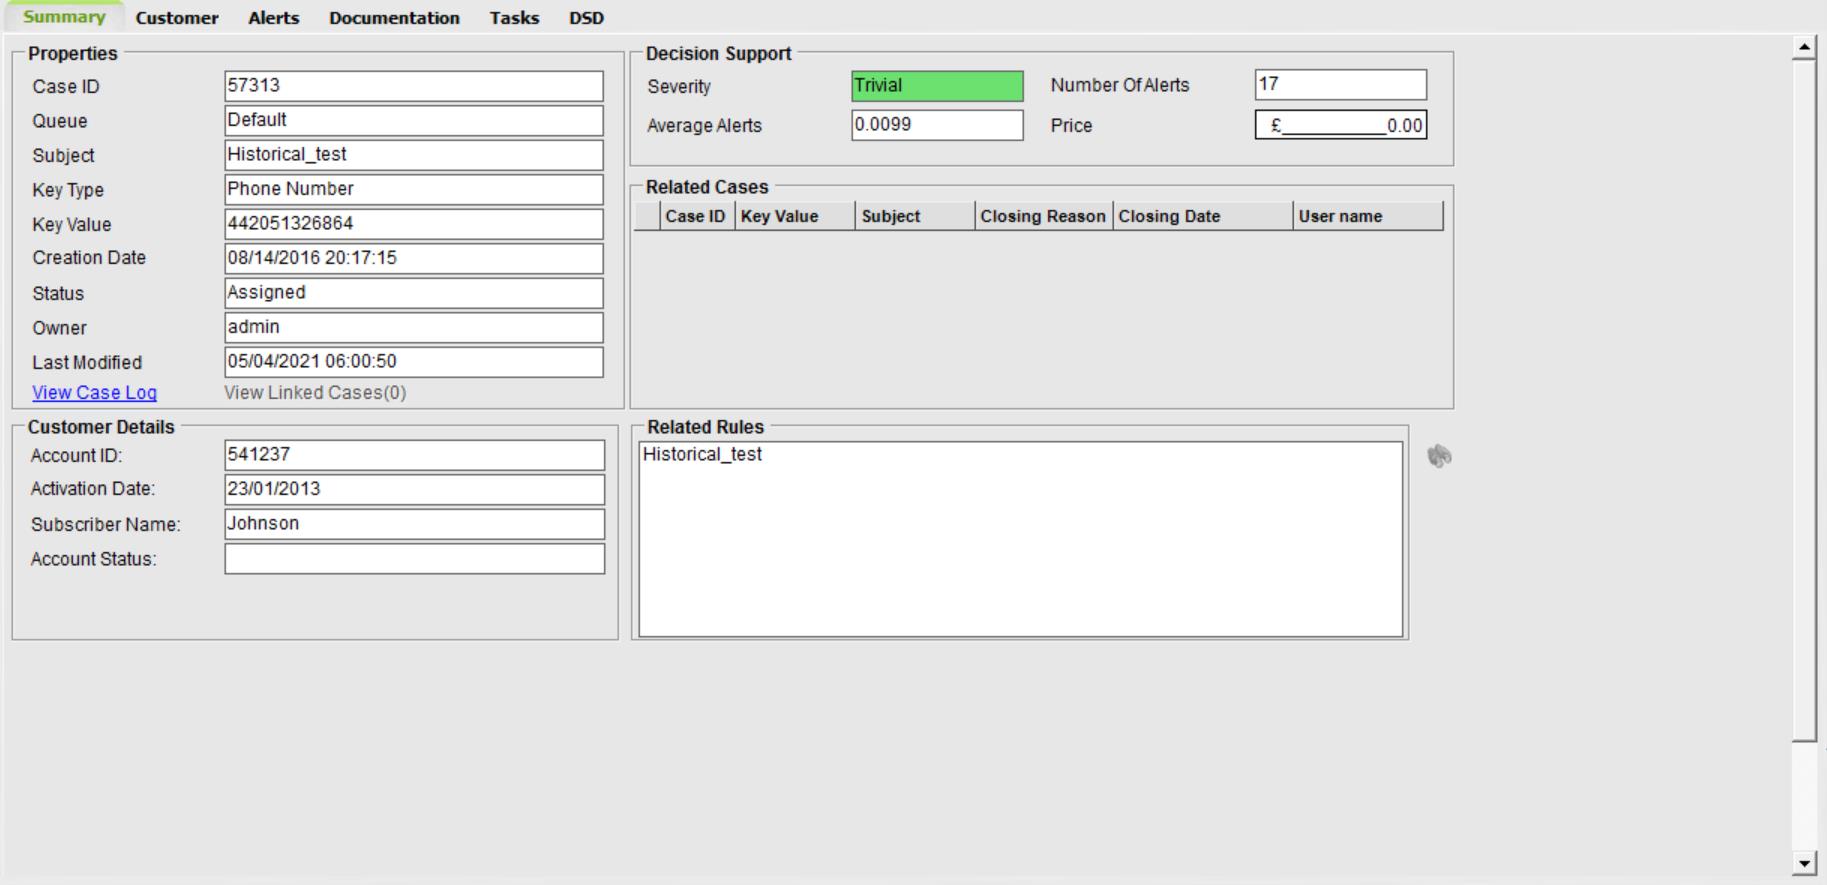 Summary Customer Alerts Documentation Tasks DSD
Properties
Case ID 57313
Queue Default
Subject Historical_test
Key Type Phone Number
Key Value 442051326864
Creation Date 08/14/2016 20:17:15
Status Assigned
Owner admin
Last Modified 05/04/2021 06:00:50
View Case Log View Linked Cases(0)
Decision Support
Severity Trivial Number Of Alerts 17
Average Alerts 0.0099 Price £__________0.00
Related Cases
Case ID Key Value Subject Closing Reason Closing Date User name
Customer Details
Account ID: 541237
Activation Date: 23/01/2013
Subscriber Name: Johnson
Account Status:
Related Rules
Historical_test